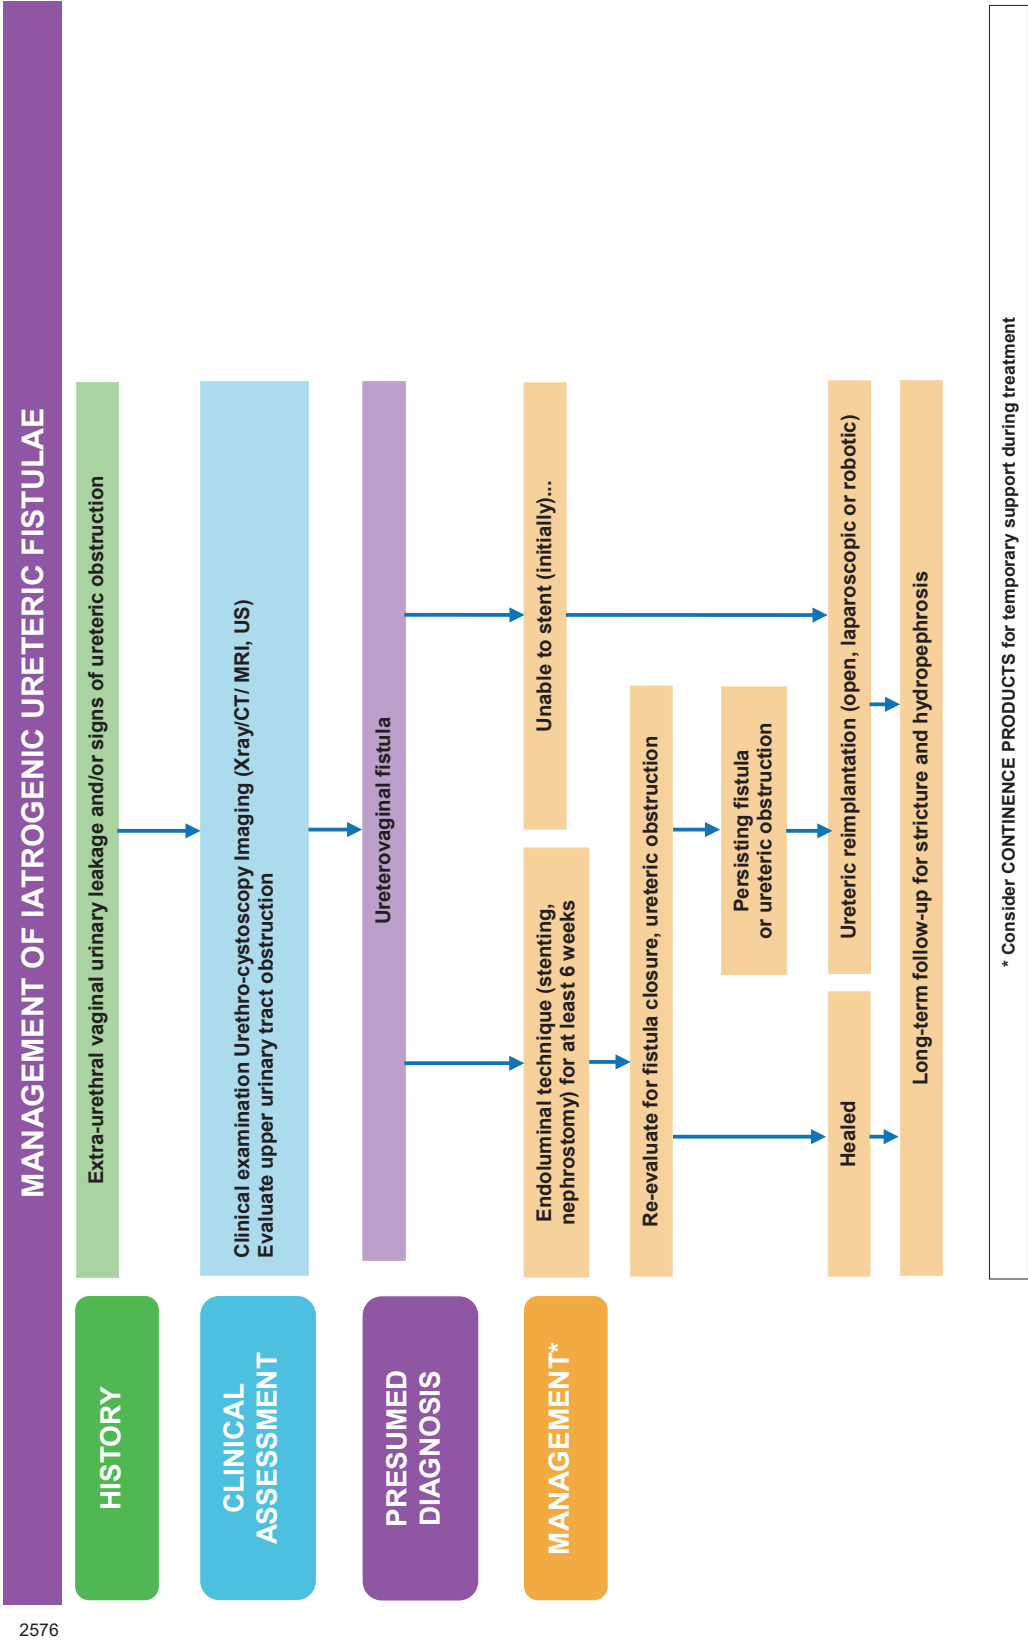 MANAGEMENT OF IATROGENIC URETERIC FISTULAE
HISTORY
Extra-urethral vaginal urinary leakage and/or signs of ureteric obstruction
CLINICAL
ASSESSMENT
Clinical examination Urethro-cystoscopy Imaging (Xray/CT/ MRI, US)
Evaluate upper urinary tract obstruction
PRESUMED
DIAGNOSIS
Ureterovaginal fistula
MANAGEMENT*
Endoluminal technique (stenting,
nephrostomy) for at least 6 weeks
Unable to stent (initially)...
Re-evaluate for fistula closure, ureteric obstruction
Persisting fistula
or ureteric obstruction
Healed
Ureteric reimplantation (open, laparoscopic or robotic)
Long-term follow-up for stricture and hydropephrosis
* Consider CONTINENCE PRODUCTS for temporary support during treatment
2576